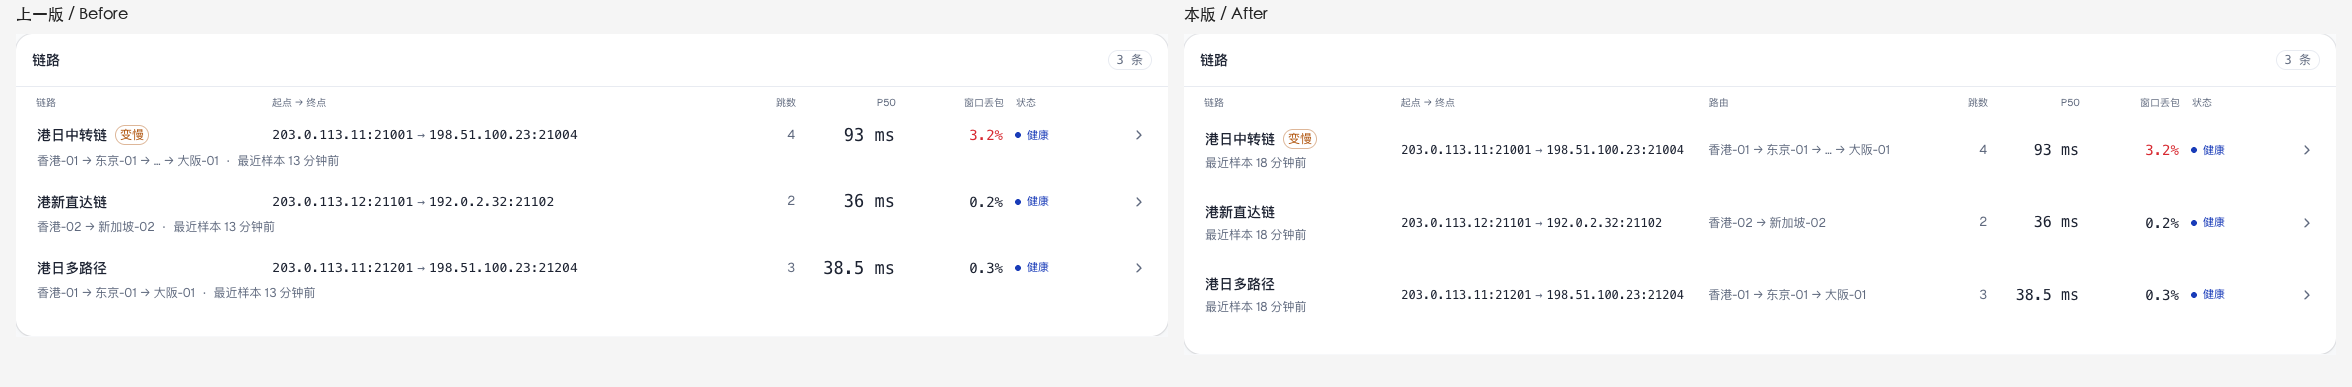 上一版 / Before
链路
3 条
链路 起点 → 终点 跳数 P50 窗口丢包 状态
港日中转链 变慢 203.0.113.11:21001 → 198.51.100.23:21004 4 93 ms 3.2% 健康
香港-01 → 东京-01 → … → 大阪-01 · 最近样本 13 分钟前
港新直达链 203.0.113.12:21101 → 192.0.2.32:21102 2 36 ms 0.2% 健康
香港-02 → 新加坡-02 · 最近样本 13 分钟前
港日多路径 203.0.113.11:21201 → 198.51.100.23:21204 3 38.5 ms 0.3% 健康
香港-01 → 东京-01 → 大阪-01 · 最近样本 13 分钟前
本版 / After
链路
3 条
链路 起点 → 终点 路由 跳数 P50 窗口丢包 状态
港日中转链 变慢 203.0.113.11:21001 → 198.51.100.23:21004 香港-01 → 东京-01 → … → 大阪-01 4 93 ms 3.2% 健康
最近样本 18 分钟前
港新直达链 203.0.113.12:21101 → 192.0.2.32:21102 香港-02 → 新加坡-02 2 36 ms 0.2% 健康
最近样本 18 分钟前
港日多路径 203.0.113.11:21201 → 198.51.100.23:21204 香港-01 → 东京-01 → 大阪-01 3 38.5 ms 0.3% 健康
最近样本 18 分钟前